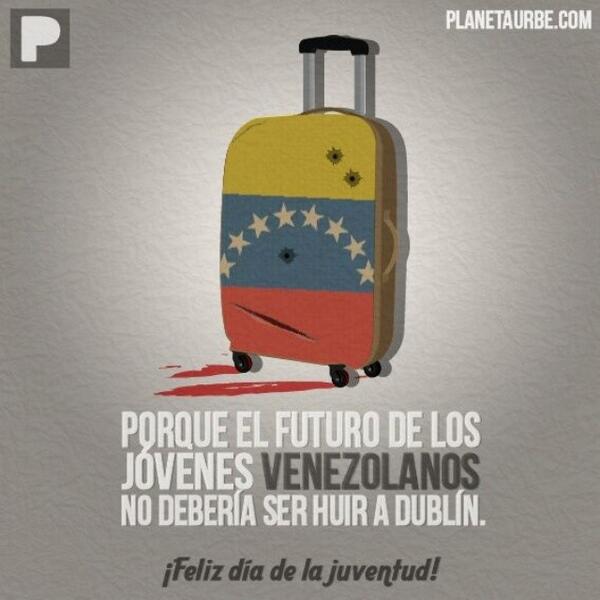 P
PLANETAURBE.COM
PORQUE EL FUTURO DE LOS
JÓVENES VENEZOLANOS
NO DEBERÍA SER HUIR A DUBLÍN.
¡Feliz día de la juventud!